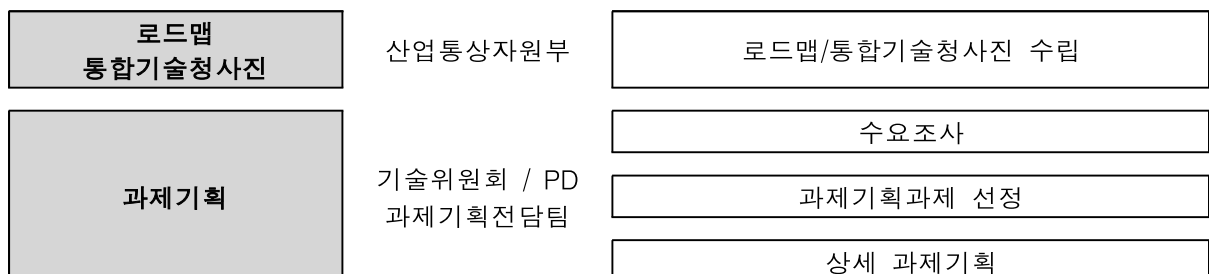 로드맵
통합기술청사진
산업통상자원부
로드맵/통합기술청사진 수립
과제기획
기술위원회 / PD
과제기획전담팀
수요조사
과제기획과제 선정
상세 과제기획